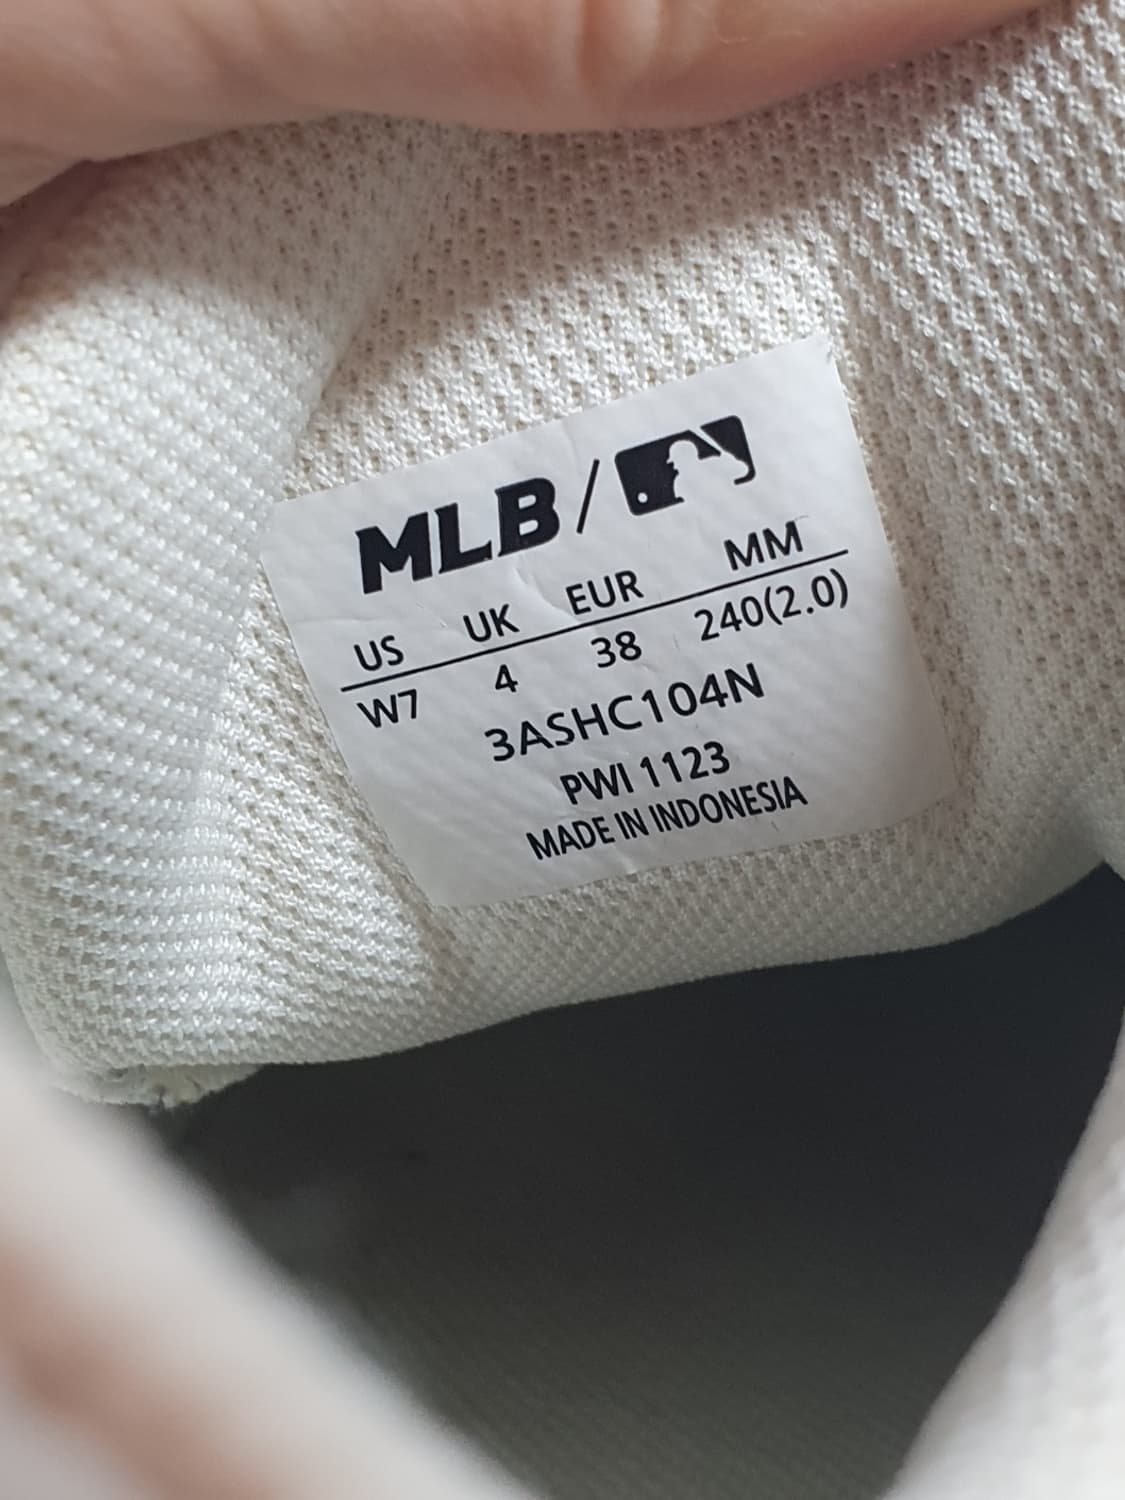 MLB/
US UK EUR MM
W7 4 38 240(2.0)
3ASHC104N
PWI 1123
MADE IN INDONESIA